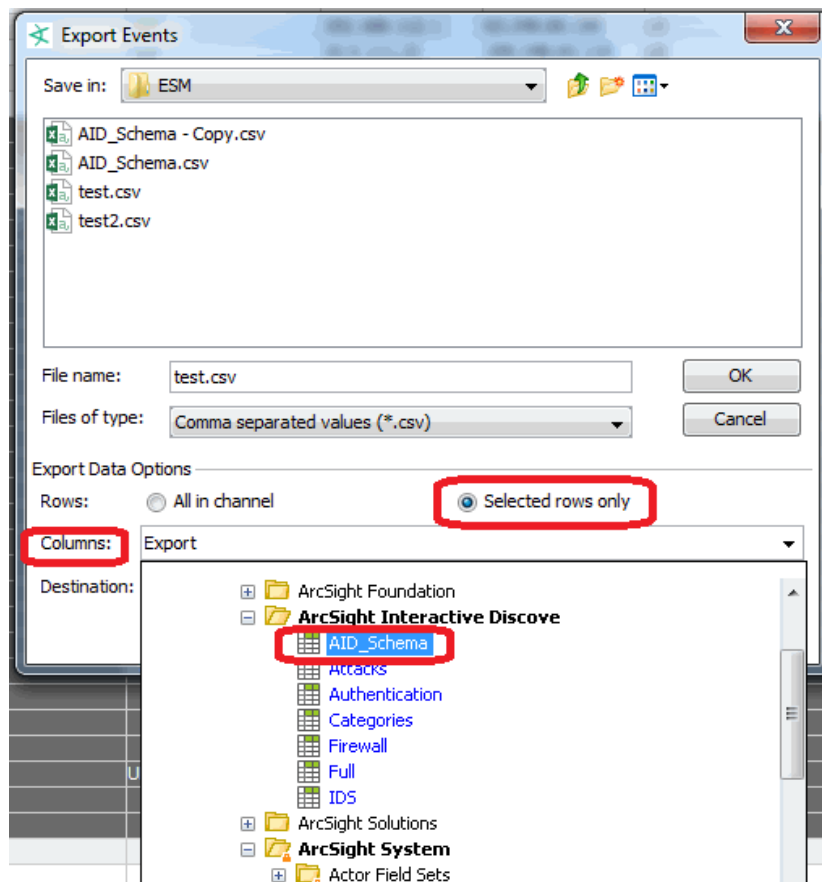 Export Events
Save in: ESM
AID_Schema - Copy.csv
AID_Schema.csv
test.csv
test2.csv
File name: test.csv OK
Files of type: Comma separated values (*.csv) Cancel
Export Data Options
Rows: All in channel Selected rows only
Columns: Export
Destination:
ArcSight Foundation
ArcSight Interactive Discove
AID_Schema
Attacks
Authentication
Categories
Firewall
Full
IDS
ArcSight Solutions
ArcSight System
Actor Field Sets
U